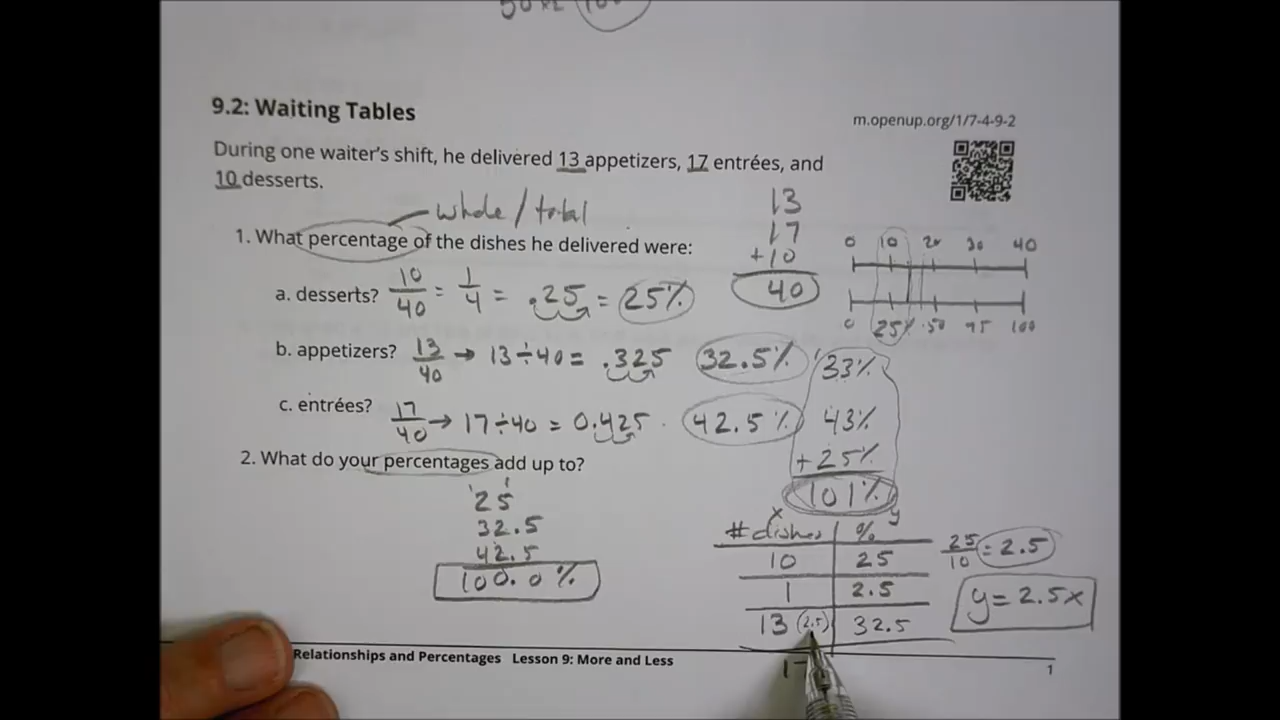 9.2: Waiting Tables
m.openup.org/1/7-4-9-2
During one waiter's shift, he delivered 13 appetizers, 17 entrées, and
10 desserts.
whole / total
13
17
+10
40
0 10 20 30 40
0 25% 50 75 100
1. What percentage of the dishes he delivered were:
a. desserts? 10/40 = 1/4 = .25 = 25%
b. appetizers? 13/40 → 13÷40 = .325 32.5%
c. entrées? 17/40 → 17÷40 = 0.425 42.5%
33%
43%
+25%
101%
2. What do your percentages add up to?
25
32.5
42.5
100.0%
x y
# dishes %
10 25
1 2.5
13 (2.5) 32.5
25/10 = 2.5
y = 2.5x
Relationships and Percentages Lesson 9: More and Less
1